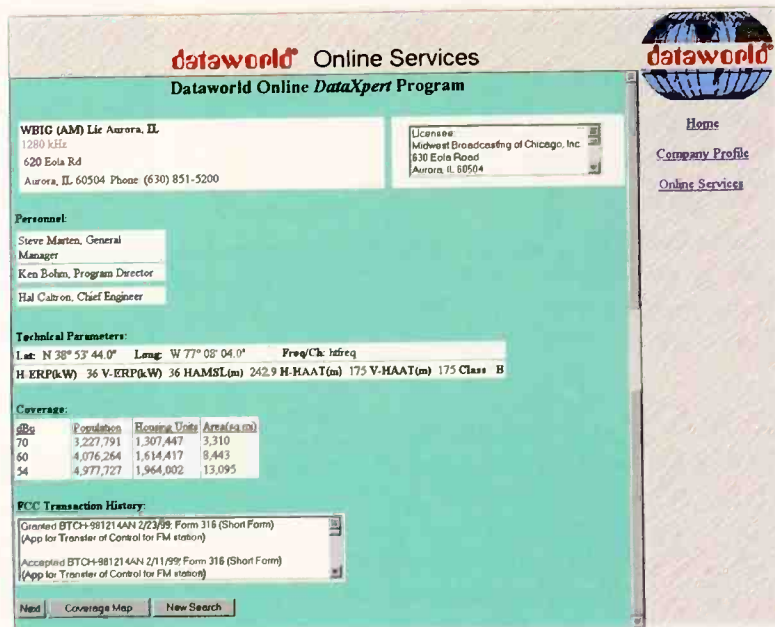 dataworld® Online Services
Dataworld Online DataXpert Program
WBIG (AM) Lic Aurora, IL
1280 kHz
620 Eola Rd
Aurora, IL 60504 Phone (630) 851-5200
Licensee:
Midwest Broadcasting of Chicago, Inc.
630 Eola Road
Aurora, IL 60504
dataworld®
Home
Company Profile
Online Services
Personnel:
Steve Marten, General
Manager
Ken Bohm, Program Director
Hal Caltron, Chief Engineer
Technical Parameters:
Lat: N 38° 53' 44.0" Long: W 77° 08' 04.0" Freq/Ch: htfreq
H-ERP(kW) 36 V-ERP(kW) 36 HAMSL(m) 242.9 H-HAAT(m) 175 V-HAAT(m) 175 Class B
Coverage:
dBu Population Housing Units Area(sq mi)
70 3,227,791 1,307,447 3,310
60 4,076,264 1,614,417 8,443
54 4,977,727 1,964,002 13,095
FCC Transaction History:
Granted BTCH-981214AN 2/23/99; Form 316 (Short Form)
(App for Transfer of Control for FM station)
Accepted BTCH-981214AN 2/11/99; Form 316 (Short Form)
(App for Transfer of Control for FM station)
Next Coverage Map New Search